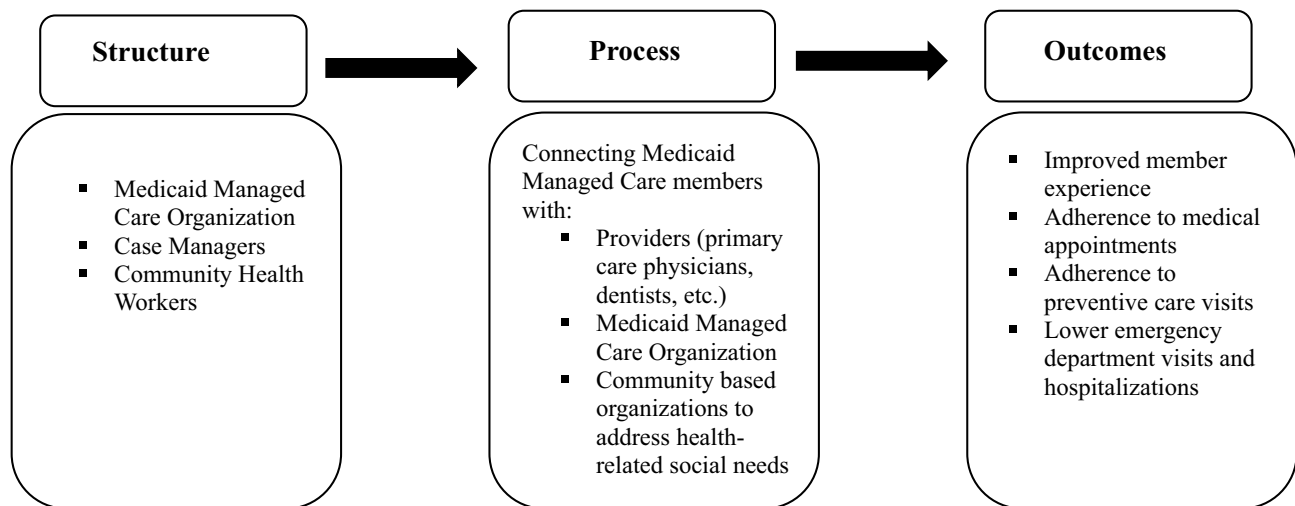 Structure
Process
Outcomes
▪ Medicaid Managed
Care Organization
▪ Case Managers
▪ Community Health
Workers
Connecting Medicaid
Managed Care members
with:
▪ Providers (primary
care physicians,
dentists, etc.)
▪ Medicaid Managed
Care Organization
▪ Community based
organizations to
address health-
related social needs
▪ Improved member
experience
▪ Adherence to medical
appointments
▪ Adherence to
preventive care visits
▪ Lower emergency
department visits and
hospitalizations